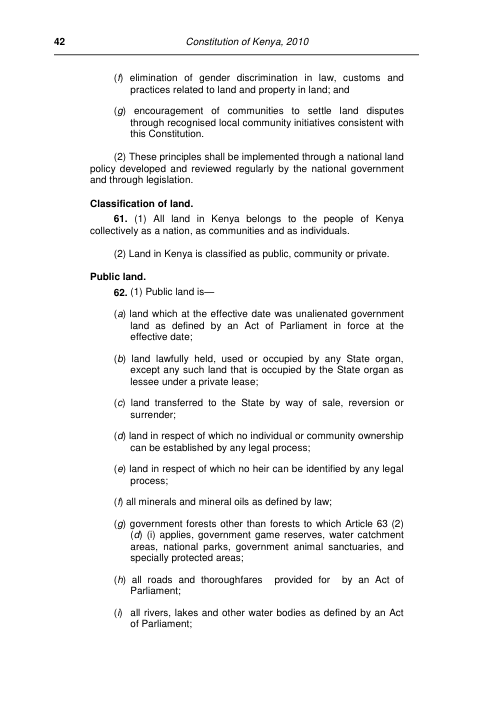 42 Constitution of Kenya, 2010
(f) elimination of gender discrimination in law, customs and
practices related to land and property in land; and
(g) encouragement of communities to settle land disputes
through recognised local community initiatives consistent with
this Constitution.
(2) These principles shall be implemented through a national land
policy developed and reviewed regularly by the national government
and through legislation.
Classification of land.
61. (1) All land in Kenya belongs to the people of Kenya
collectively as a nation, as communities and as individuals.
(2) Land in Kenya is classified as public, community or private.
Public land.
62. (1) Public land is—
(a) land which at the effective date was unalienated government
land as defined by an Act of Parliament in force at the
effective date;
(b) land lawfully held, used or occupied by any State organ,
except any such land that is occupied by the State organ as
lessee under a private lease;
(c) land transferred to the State by way of sale, reversion or
surrender;
(d) land in respect of which no individual or community ownership
can be established by any legal process;
(e) land in respect of which no heir can be identified by any legal
process;
(f) all minerals and mineral oils as defined by law;
(g) government forests other than forests to which Article 63 (2)
(d) (i) applies, government game reserves, water catchment
areas, national parks, government animal sanctuaries, and
specially protected areas;
(h) all roads and thoroughfares provided for by an Act of
Parliament;
(i) all rivers, lakes and other water bodies as defined by an Act
of Parliament;